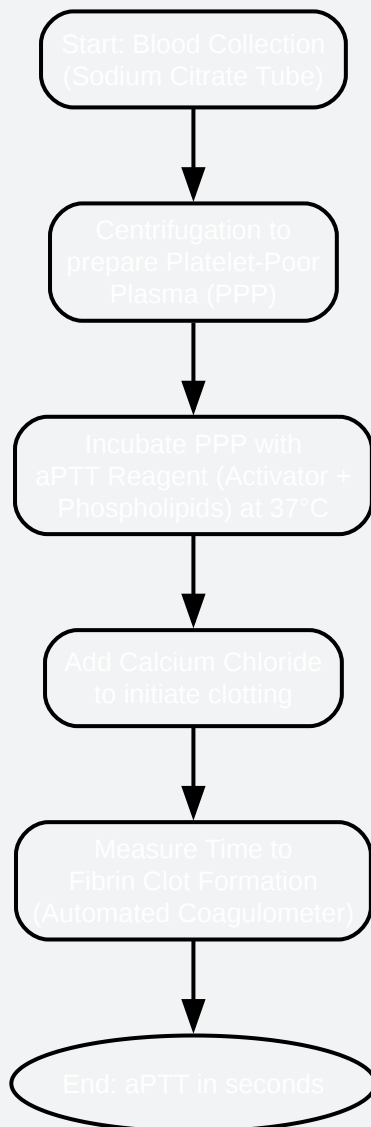 Start: Blood Collection
(Sodium Citrate Tube)
Centrifugation to
prepare Platelet-Poor
Plasma (PPP)
Incubate PPP with
aPTT Reagent (Activator +
Phospholipids) at 37°C
Add Calcium Chloride
to initiate clotting
Measure Time to
Fibrin Clot Formation
(Automated Coagulometer)
End: aPTT in seconds